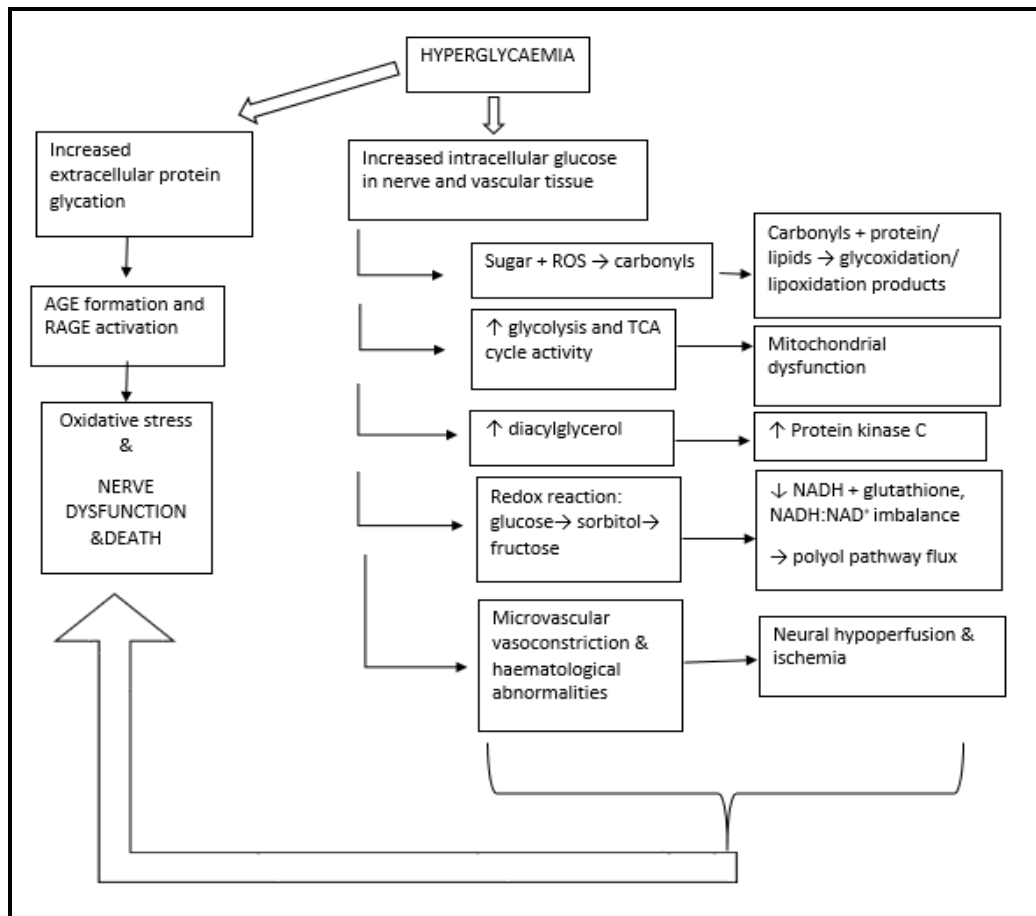 HYPERGLYCAEMIA
Increased
extracellular protein
glycation
Increased intracellular glucose
in nerve and vascular tissue
Sugar + ROS → carbonyls
Carbonyls + protein/
lipids → glycoxidation/
lipoxidation products
AGE formation and
RAGE activation
↑ glycolysis and TCA
cycle activity
Mitochondrial
dysfunction
Oxidative stress
&
NERVE
DYSFUNCTION
&DEATH
↑ diacylglycerol
↑ Protein kinase C
Redox reaction:
glucose→ sorbitol→
fructose
↓ NADH + glutathione,
NADH:NAD⁺ imbalance
→ polyol pathway flux
Microvascular
vasoconstriction &
haematological
abnormalities
Neural hypoperfusion &
ischemia